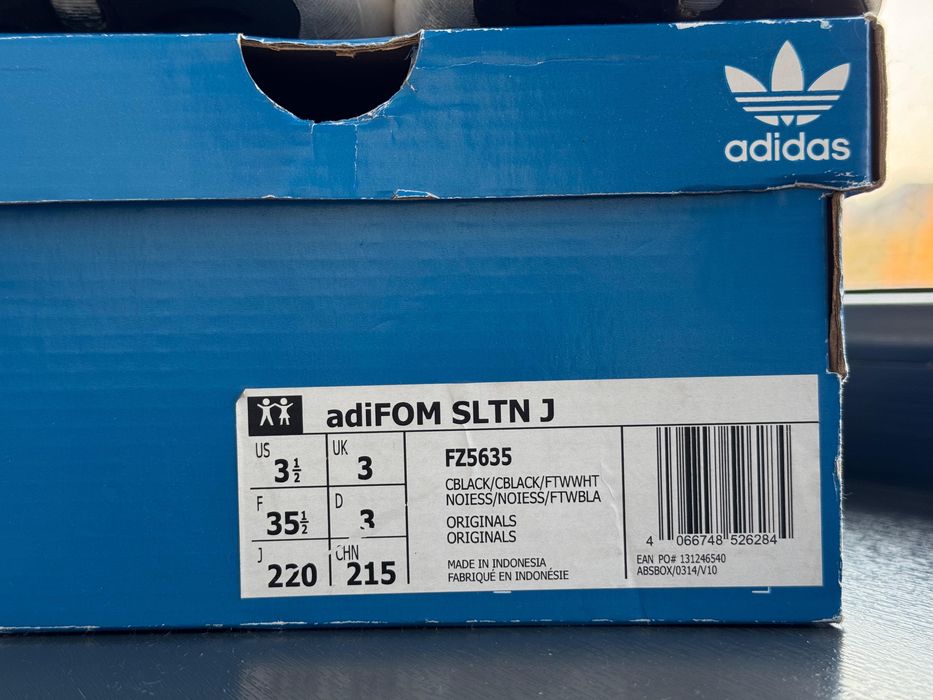 adidas
adiFOM SLTN J
US 3½
UK 3
F 35½
D 3
J 220
CHN 215
FZ5635
CBLACK/CBLACK/FTWWHT
NOIESS/NOIESS/FTWBLA
ORIGINALS
ORIGINALS
MADE IN INDONESIA
FABRIQUÉ EN INDONÉSIE
4 066748 526284
EAN PO# 131246540
ABSBOX/0314/V10